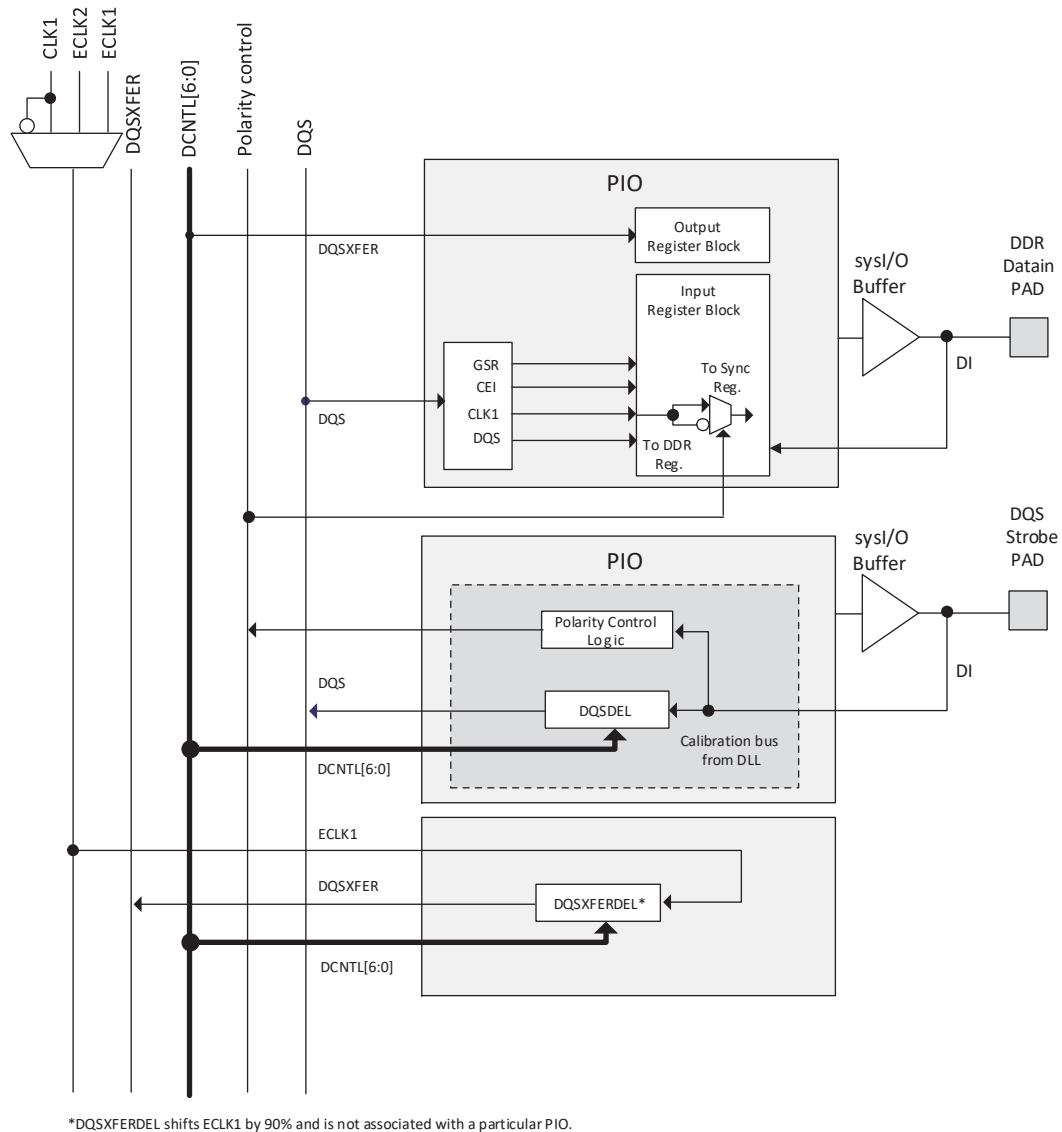 CLK1
ECLK2
ECLK1
DQSXFER
DCNTL[6:0]
Polarity control
DQS
PIO
Output
Register Block
DQSXFER
Input
Register Block
sysI/O
Buffer
DDR
Datain
PAD
GSR
CEI
CLK1
DQS
To Sync
Reg.
To DDR
Reg.
DQS
DI
PIO
sysI/O
Buffer
DQS
Strobe
PAD
Polarity Control
Logic
DQS
DQSDEL
DI
Calibration bus
from DLL
DCNTL[6:0]
ECLK1
DQSXFER
DQSXFERDEL*
DCNTL[6:0]
*DQSXFERDEL shifts ECLK1 by 90% and is not associated with a particular PIO.